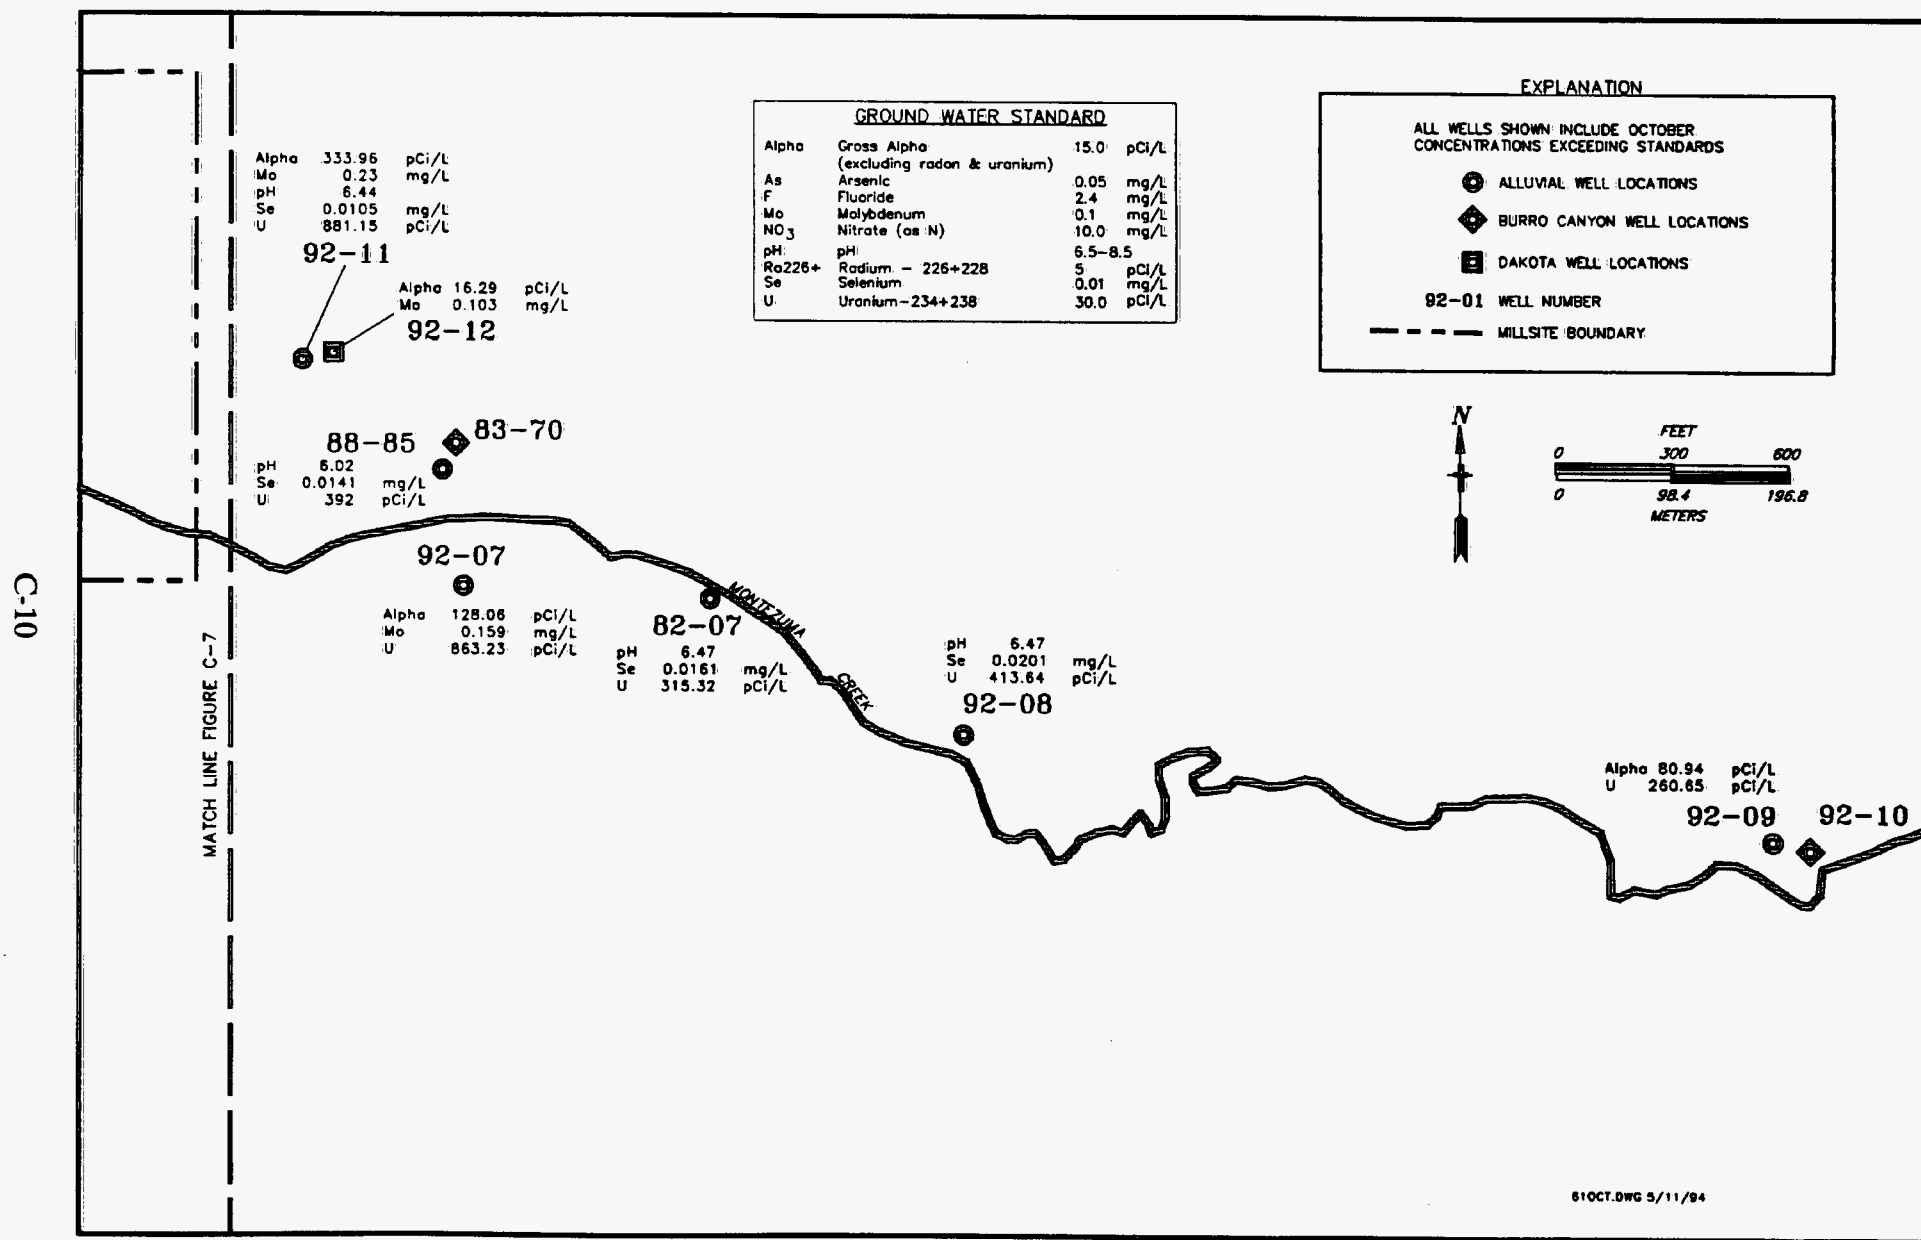 EXPLANATION
ALL WELLS SHOWN INCLUDE OCTOBER
CONCENTRATIONS EXCEEDING STANDARDS
ALLUVIAL WELL LOCATIONS
BURRO CANYON WELL LOCATIONS
DAKOTA WELL LOCATIONS
92-01 WELL NUMBER
MILLSITE BOUNDARY
GROUND WATER STANDARD
Alpha Gross Alpha 15.0 pCi/L
(excluding radon & uranium)
As Arsenic 0.05 mg/L
F Fluoride 2.4 mg/L
Mo Molybdenum 0.1 mg/L
NO3 Nitrate (as N) 10.0 mg/L
pH pH 6.5-8.5
Ra226+ Radium - 226+228 5 pCi/L
Se Selenium 0.01 mg/L
U Uranium-234+238 30.0 pCi/L
Alpha 333.96 pCi/L
Mo 0.23 mg/L
pH 6.44
Se 0.0105 mg/L
U 881.15 pCi/L
92-11
Alpha 16.29 pCi/L
Mo 0.103 mg/L
92-12
N
FEET
0 300 600
0 98.4 196.8
METERS
88-85
83-70
pH 6.02
Se 0.0141 mg/L
U 392 pCi/L
92-07
Alpha 128.06 pCi/L
Mo 0.159 mg/L
U 863.23 pCi/L
MONTEZUMA
CREEK
82-07
pH 6.47
Se 0.0161 mg/L
U 315.32 pCi/L
pH 6.47
Se 0.0201 mg/L
U 413.64 pCi/L
92-08
Alpha 80.94 pCi/L
U 260.65 pCi/L
92-09
92-10
MATCH LINE FIGURE C-7
C-10
610CT.DWG 5/11/94